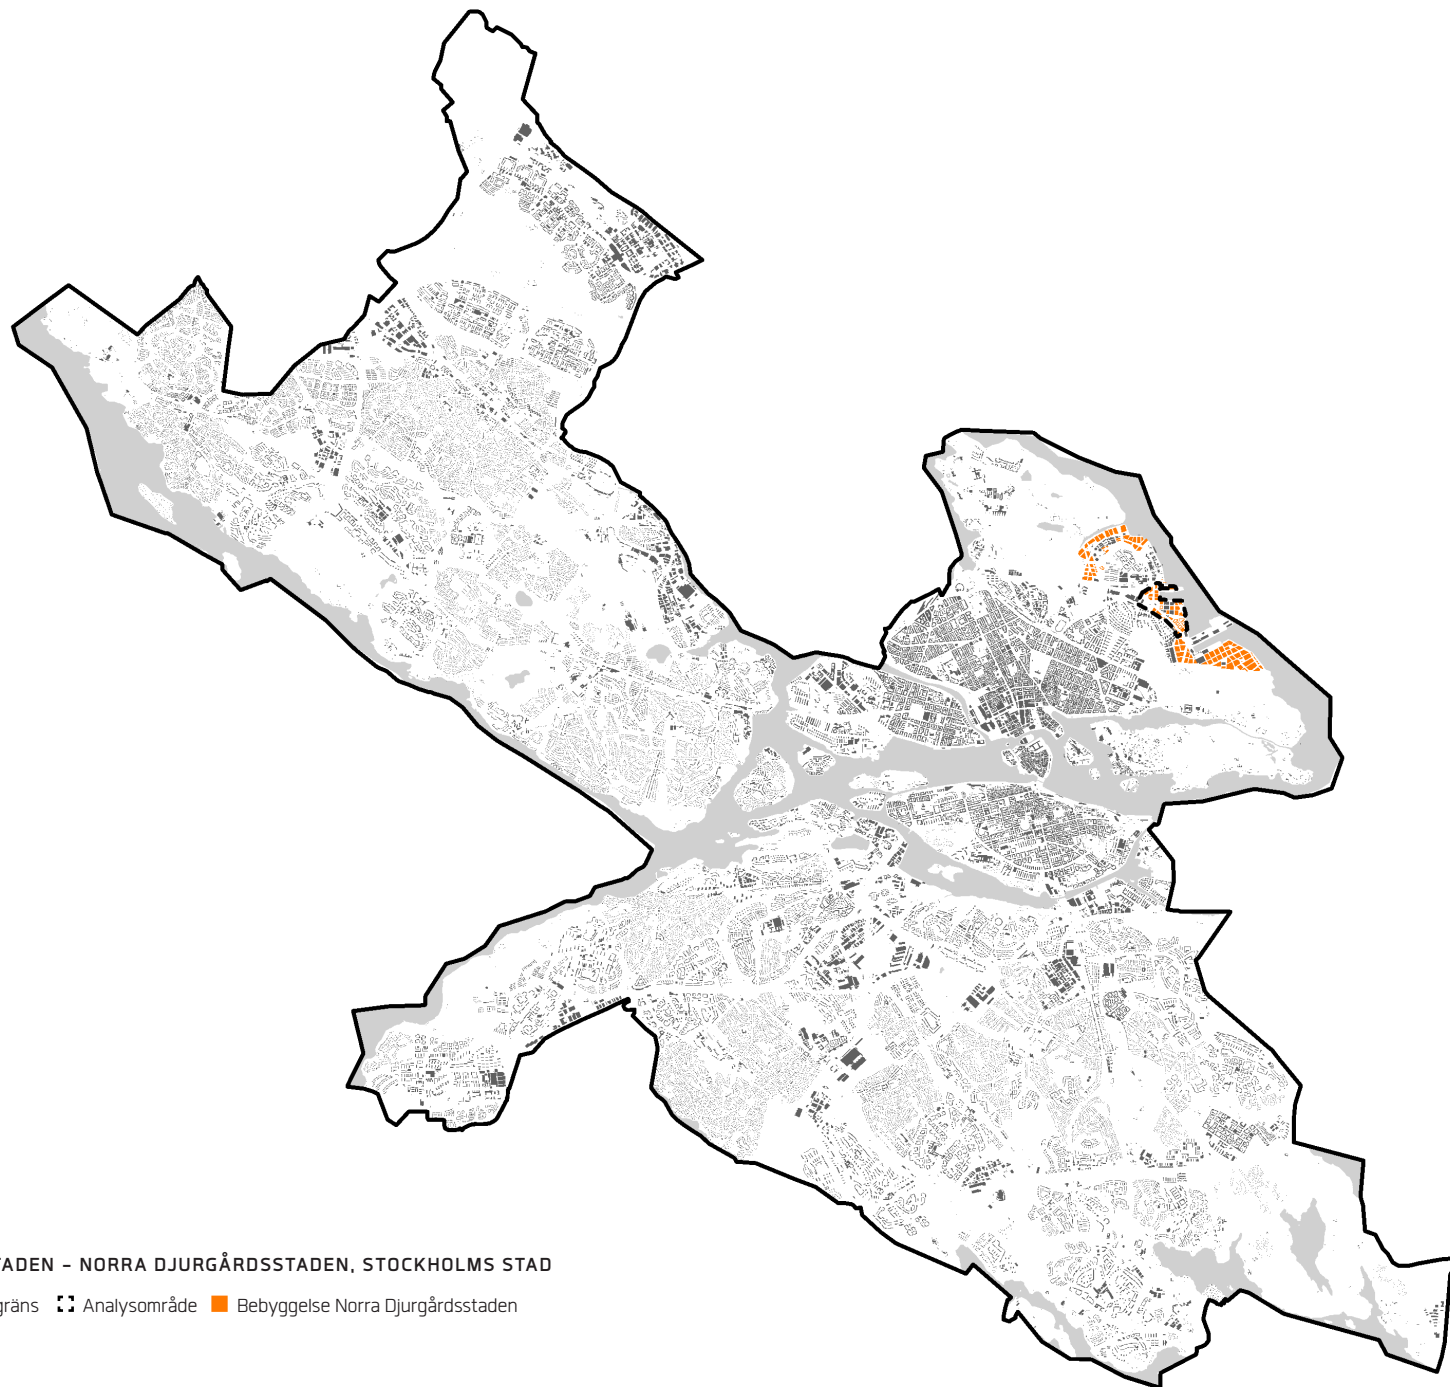 TADEN – NORRA DJURGÅRDSSTADEN, STOCKHOLMS STAD
gräns Analysområde Bebyggelse Norra Djurgårdsstaden